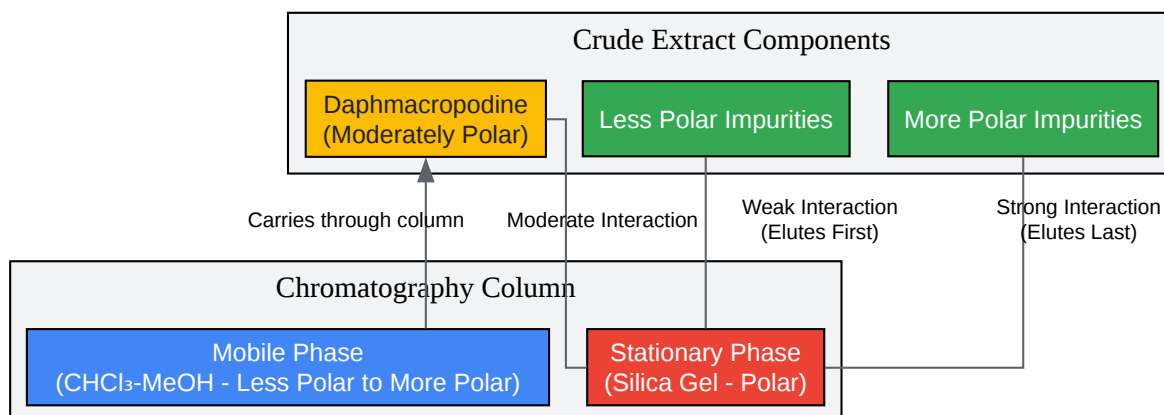 Crude Extract Components
Daphmacropodine
(Moderately Polar)
Less Polar Impurities
More Polar Impurities
Carries through column
Moderate Interaction
Weak Interaction
(Elutes First)
Strong Interaction
(Elutes Last)
Chromatography Column
Mobile Phase
(CHCl₃-MeOH - Less Polar to More Polar)
Stationary Phase
(Silica Gel - Polar)